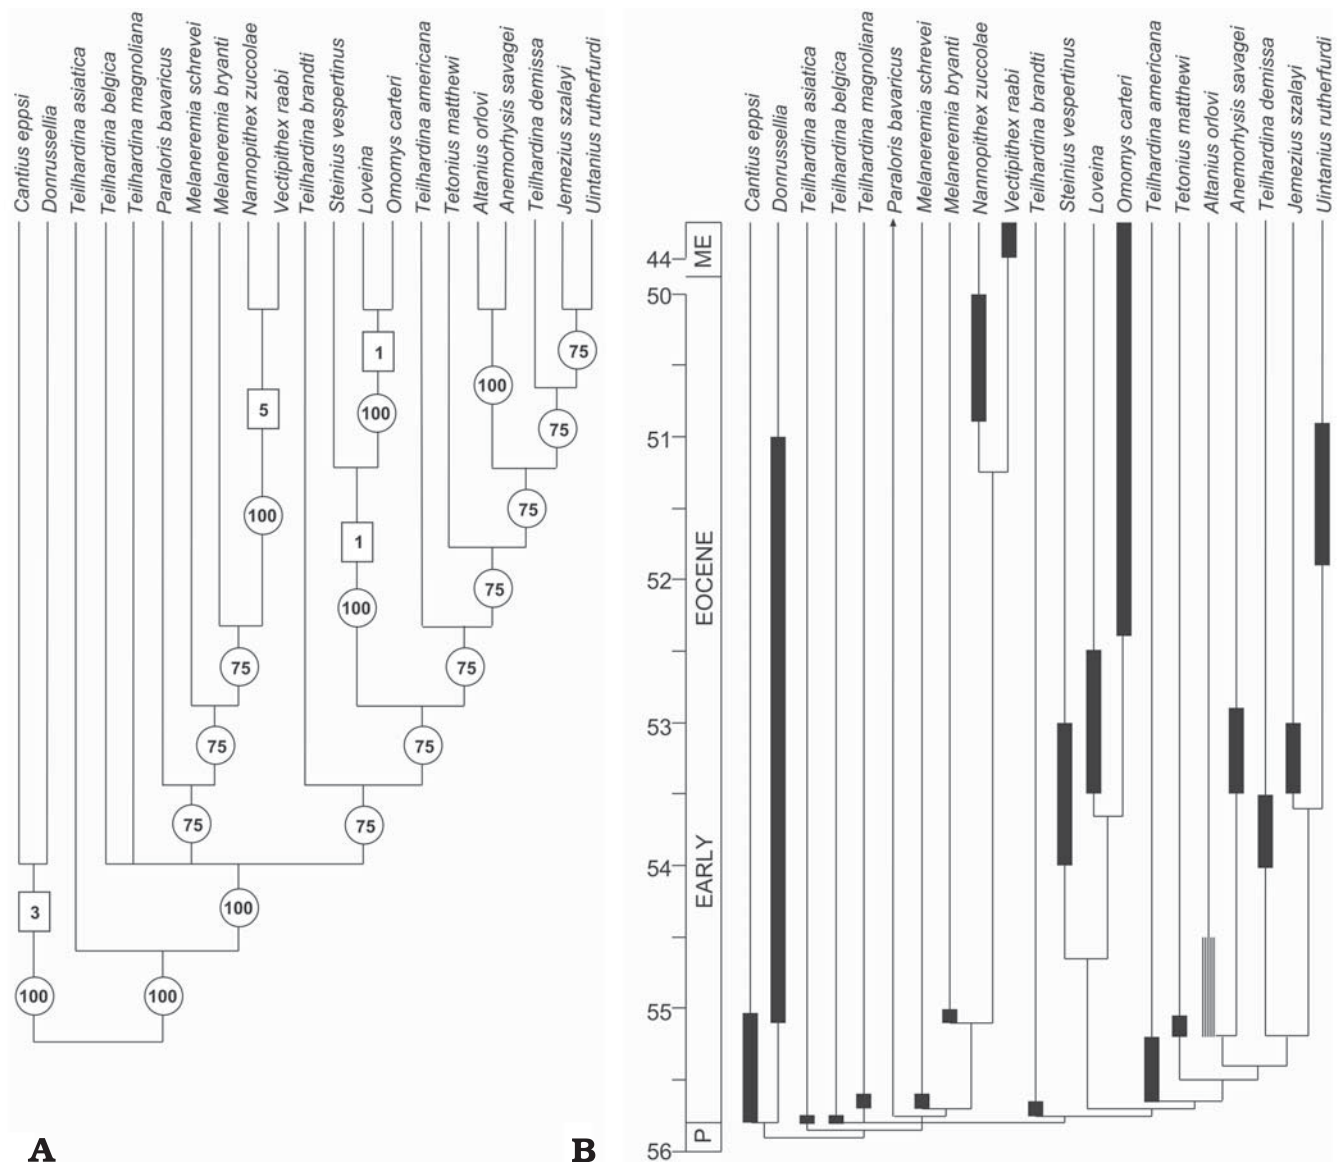 Cantius eppsi
Donrussellia
Teilhardina asiatica
Teilhardina belgica
Teilhardina magnoliana
Paraloris bavaricus
Melaneremia schrevei
Melaneremia bryanti
Nannopithex zuccolae
Vectipithex raabi
Teilhardina brandti
Steinius vespertinus
Loveina
Omomys carteri
Teilhardina americana
Tetonius matthewi
Altanius orlovi
Anemorhysis savagei
Teilhardina demissa
Jemezius szalayi
Uintanius rutherfurdi
1
75
100
5
75
100
75
100
1
75
100
75
75
75
75
75
75
100
3
100
100
A
Cantius eppsi
Donrussellia
Teilhardina asiatica
Teilhardina belgica
Teilhardina magnoliana
Paraloris bavaricus
Melaneremia schrevei
Melaneremia bryanti
Nannopithex zuccolae
Vectipithex raabi
Teilhardina brandti
Steinius vespertinus
Loveina
Omomys carteri
Teilhardina americana
Tetonius matthewi
Altanius orlovi
Anemorhysis savagei
Teilhardina demissa
Jemezius szalayi
Uintanius rutherfurdi
44
ME
50
51
52
53
54
55
56
EARLY EOCENE
P
B